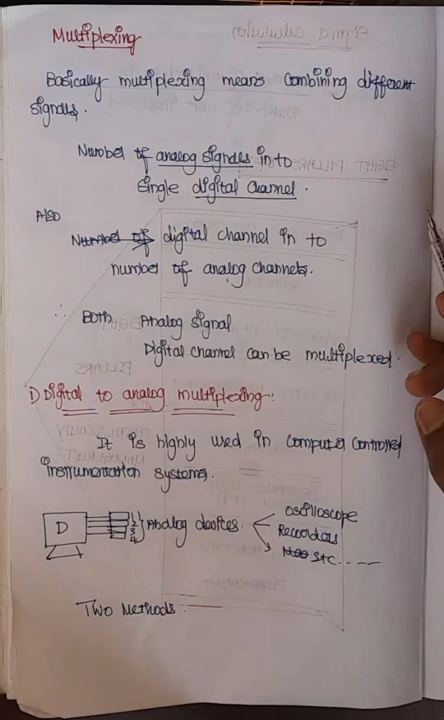 Multiplexing
Basically multiplexing means combining different
signals.
Number of analog signals in to
single digital channel.
Also
Number of digital channel in to
number of analog channels.
∴ Both Analog signal
Digital channel can be multiplexed.
1) Digital to analog multiplexing:
It is highly used in computer controlled
instrumentation systems.
D 1 2 3 4 } Analog devices. oscilloscope
Recorders
etc.----
Two Methods: